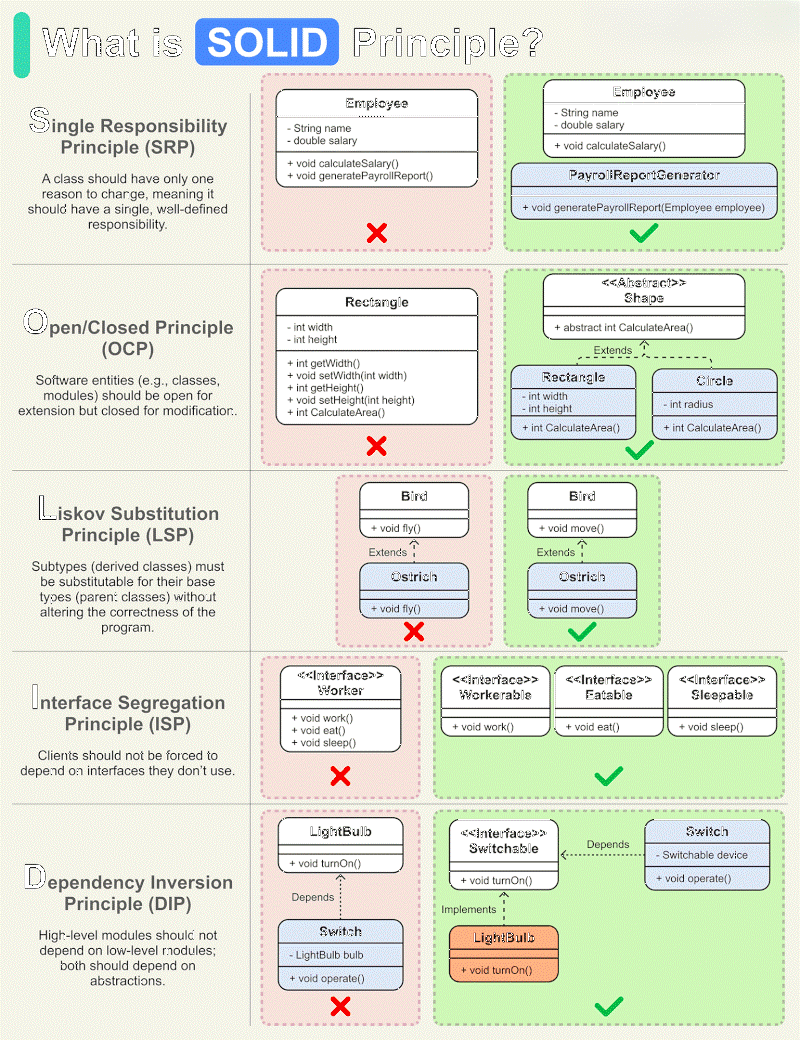 What is SOLID Principle?
Single Responsibility
Principle (SRP)
A class should have only one
reason to change, meaning it
should have a single, well-defined
responsibility.
Employee
- String name
- double salary
+ void calculateSalary()
+ void generatePayrollReport()
Employee
- String name
- double salary
+ void calculateSalary()
PayrollReportGenerator
+ void generatePayrollReport(Employee employee)
Open/Closed Principle
(OCP)
Software entities (e.g., classes,
modules) should be open for
extension but closed for modification.
Rectangle
- int width
- int height
+ int getWidth()
+ void setWidth(int width)
+ int getHeight()
+ void setHeight(int height)
+ int CalculateArea()
<<Abstract>>
Shape
+ abstract int CalculateArea()
Extends
Rectangle
- int width
- int height
+ int CalculateArea()
Circle
- int radius
+ int CalculateArea()
Liskov Substitution
Principle (LSP)
Subtypes (derived classes) must
be substitutable for their base
types (parent classes) without
altering the correctness of the
program.
Bird
+ void fly()
Extends
Ostrich
+ void fly()
Bird
+ void move()
Extends
Ostrich
+ void move()
Interface Segregation
Principle (ISP)
Clients should not be forced to
depend on interfaces they don't use.
<<Interface>>
Worker
+ void work()
+ void eat()
+ void sleep()
<<Interface>>
Workerable
+ void work()
<<Interface>>
Eatable
+ void eat()
<<Interface>>
Sleepable
+ void sleep()
Dependency Inversion
Principle (DIP)
High-level modules should not
depend on low-level modules;
both should depend on
abstractions.
LightBulb
+ void turnOn()
Depends
Switch
- LightBulb bulb
+ void operate()
<<Interface>>
Switchable
+ void turnOn()
Depends
Switch
- Switchable device
+ void operate()
Implements
LightBulb
+ void turnOn()